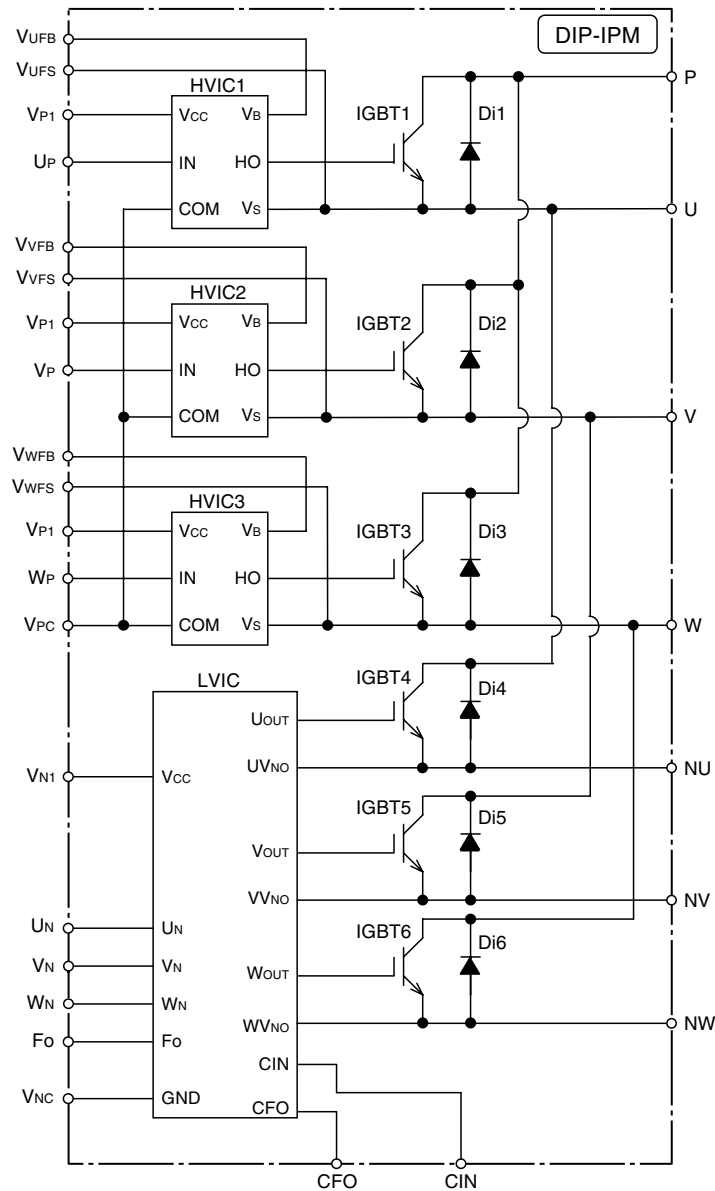 DIP-IPM
VUFB
VUFS
HVIC1
VP1
VCC
VB
IGBT1
Di1
P
UP
IN
HO
COM
VS
U
VVFB
VVFS
HVIC2
VP1
VCC
VB
IGBT2
Di2
VP
IN
HO
COM
VS
V
VWFB
VWFS
HVIC3
VP1
VCC
VB
IGBT3
Di3
WP
IN
HO
VPC
COM
VS
W
LVIC
IGBT4
Di4
UOUT
UVNO
NU
VN1
VCC
IGBT5
Di5
VOUT
VVNO
NV
UN
UN
IGBT6
Di6
VN
VN
WOUT
WN
WN
WVNO
NW
Fo
Fo
CIN
VNC
GND
CFO
CFO
CIN